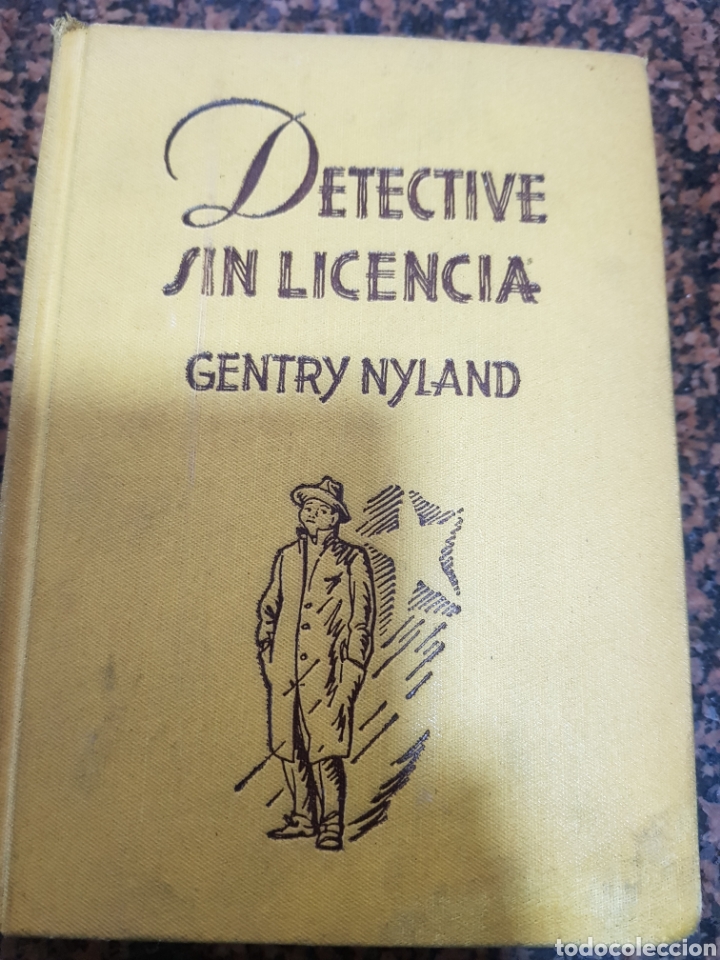 DETECTIVE
SIN LICENCIA
GENTRY NYLAND
todocoleccion